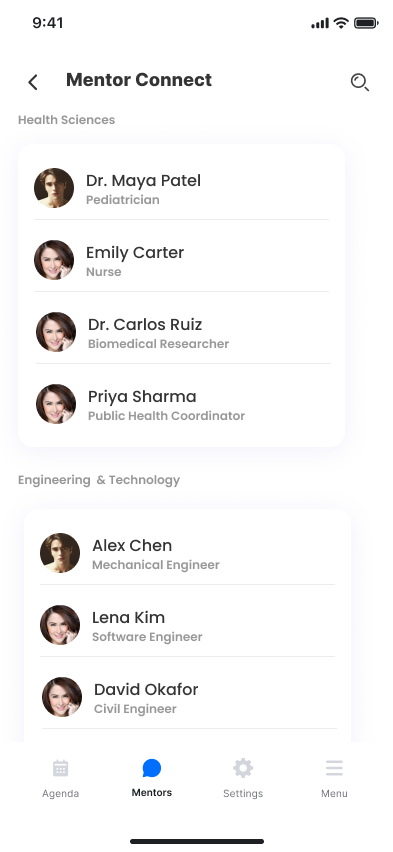 9:41
Mentor Connect
Health Sciences
Dr. Maya Patel
Pediatrician
Emily Carter
Nurse
Dr. Carlos Ruiz
Biomedical Researcher
Priya Sharma
Public Health Coordinator
Engineering & Technology
Alex Chen
Mechanical Engineer
Lena Kim
Software Engineer
David Okafor
Civil Engineer
Agenda
Mentors
Settings
Menu